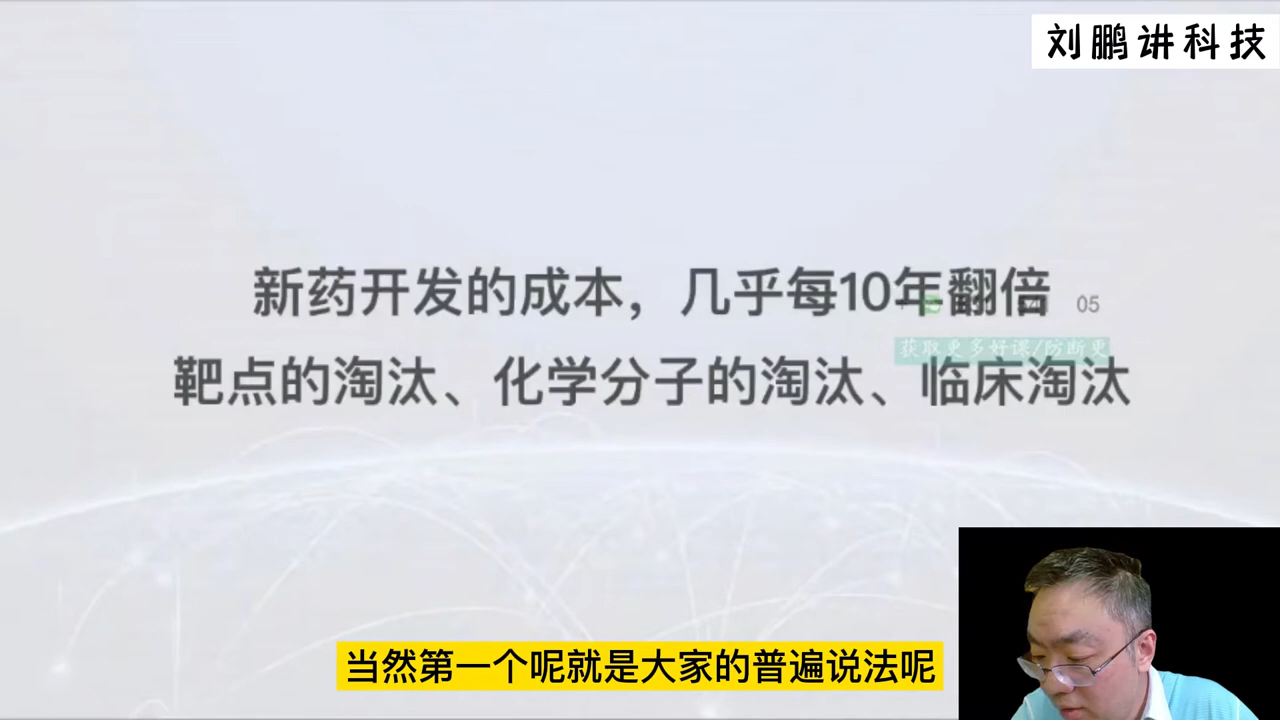 刘鹏讲科技
新药开发的成本，几乎每10年翻倍
05
获取更多好课/防断更
靶点的淘汰、化学分子的淘汰、临床淘汰
当然第一个呢就是大家的普遍说法呢